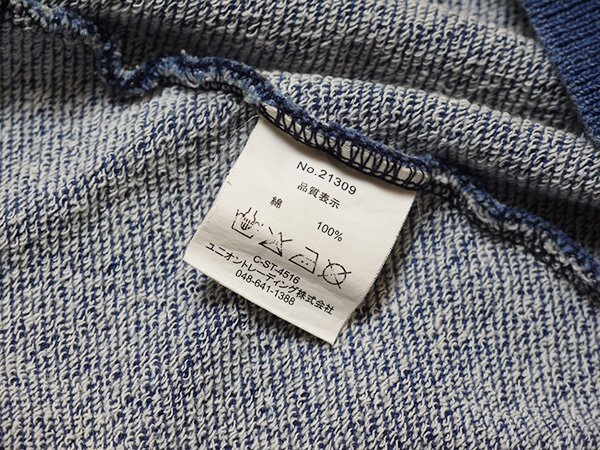 No.21309
品質表示
綿 100%
C-ST-4516
ユニオントレーディング株式会社
048-641-1388